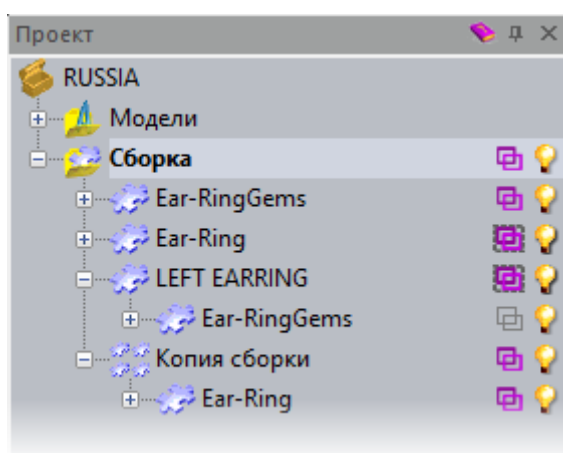 Проект
RUSSIA
Модели
Сборка
Ear-RingGems
Ear-Ring
LEFT EARRING
Ear-RingGems
Копия сборки
Ear-Ring